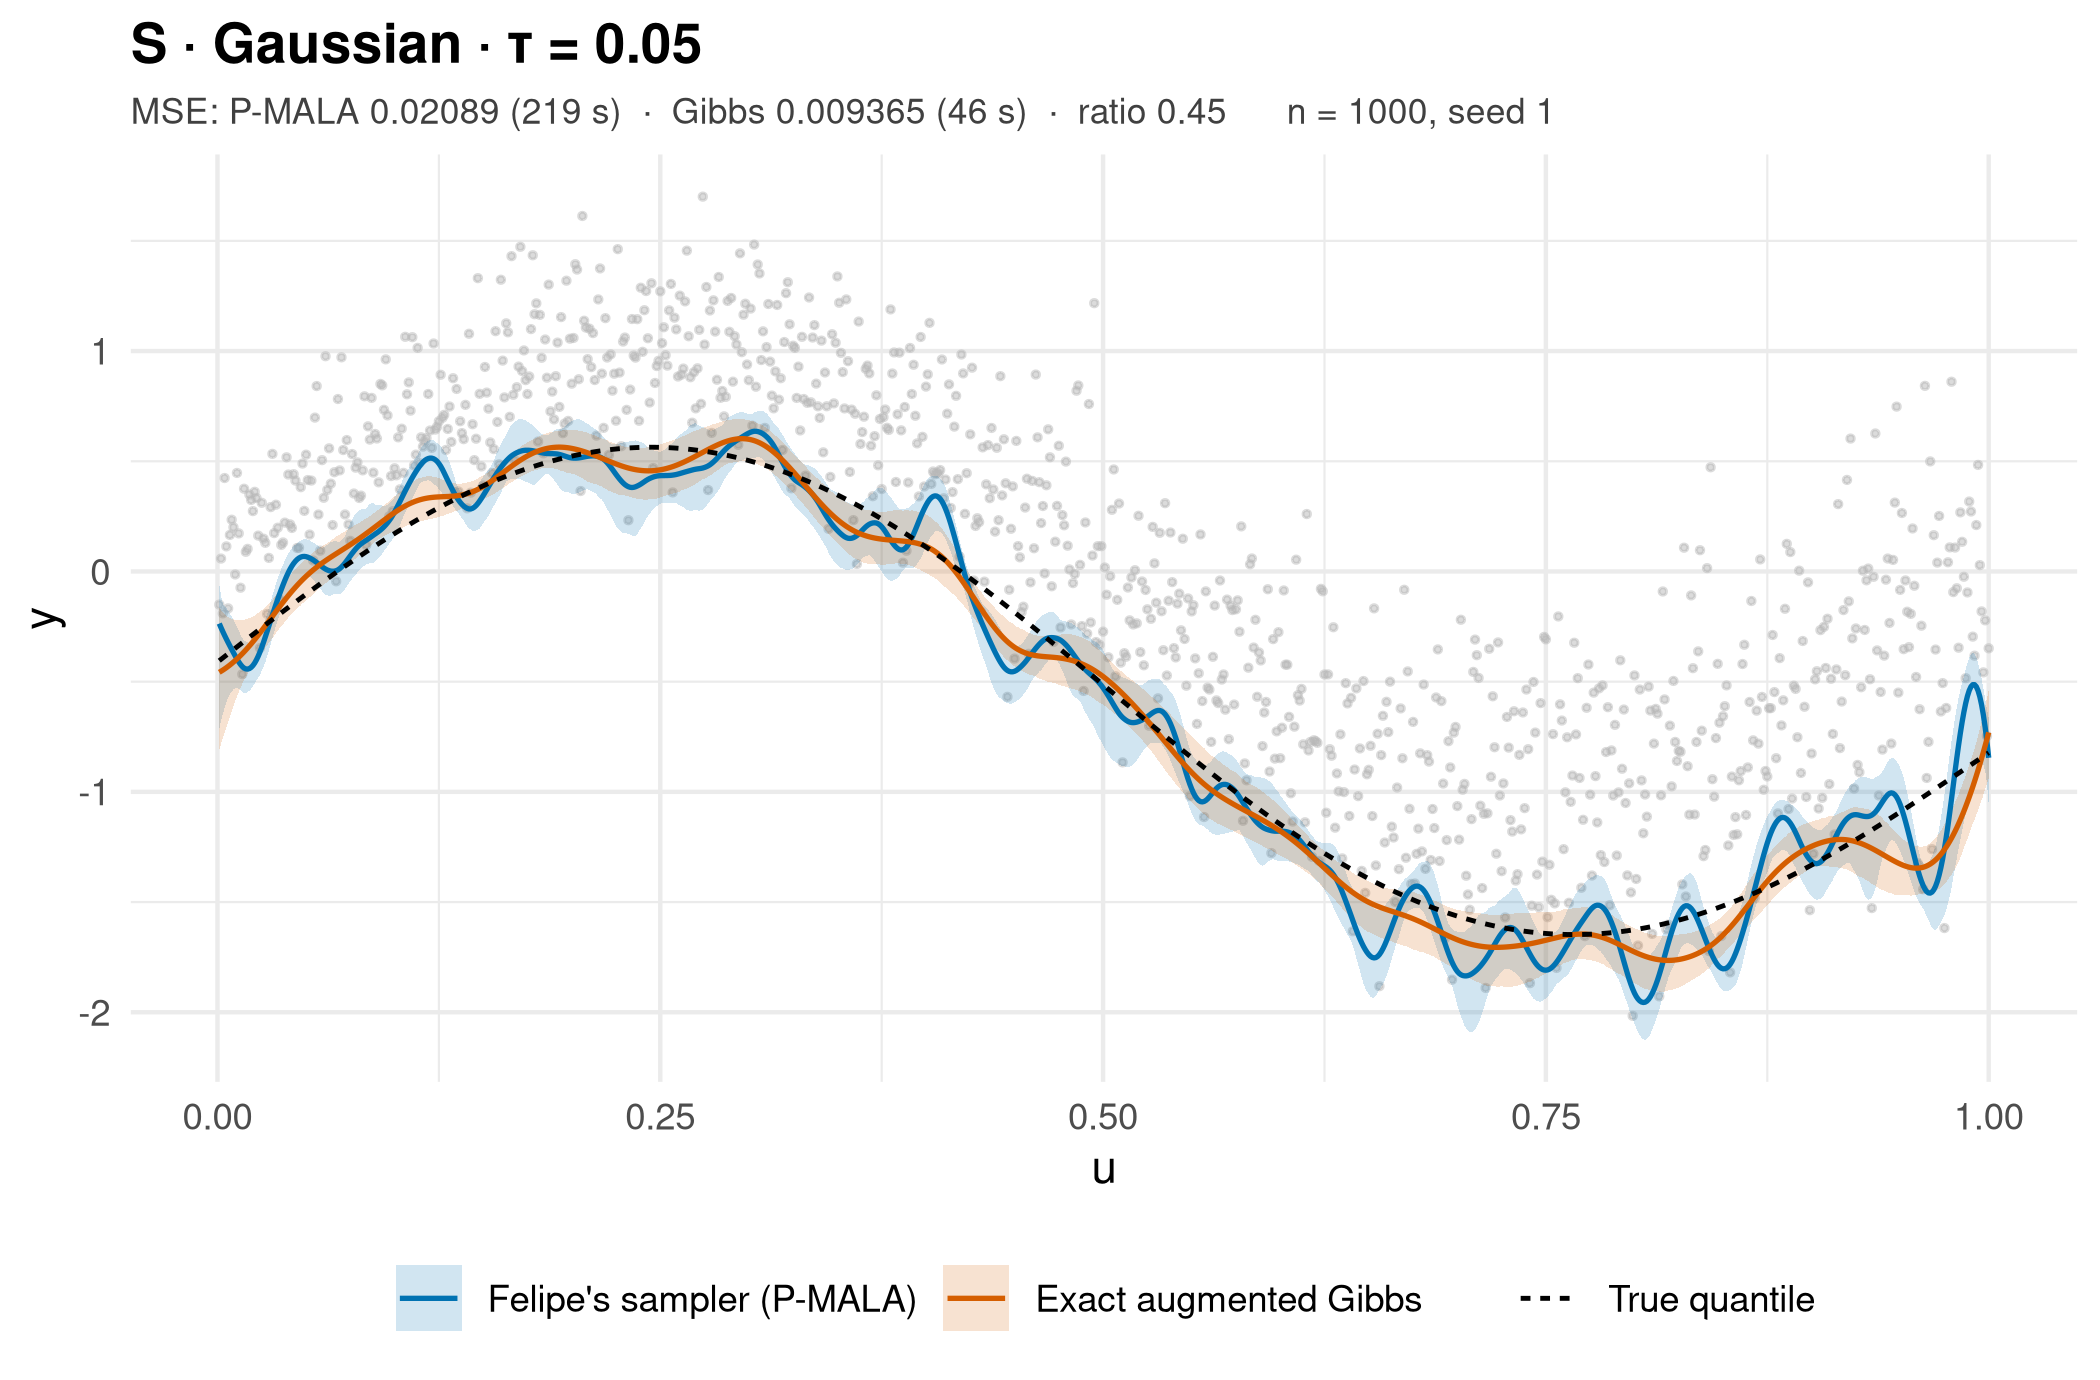 S · Gaussian · τ = 0.05
MSE: P-MALA 0.02089 (219 s) · Gibbs 0.009365 (46 s) · ratio 0.45 n = 1000, seed 1
y
1
0
-1
-2
0.00 0.25 0.50 0.75 1.00
u
Felipe's sampler (P-MALA) Exact augmented Gibbs True quantile